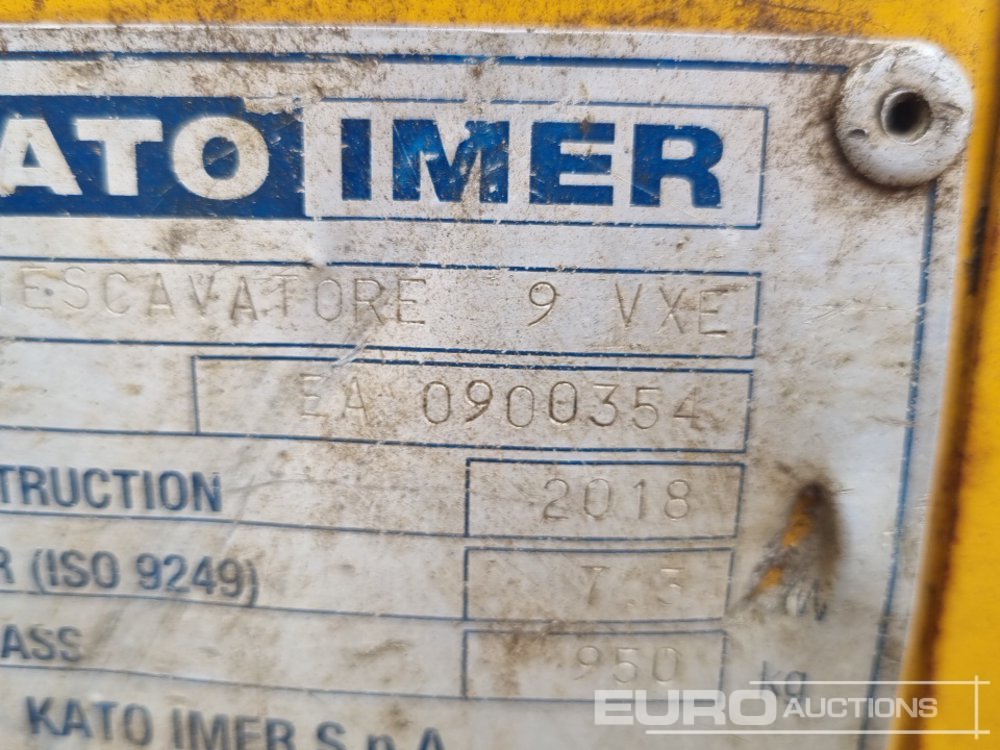 ATO IMER
ESCAVATORE 9 VXE
EA 0900354
TRUCTION 2018
R (ISO 9249) 7.3
ASS 950 kg
KATO IMER S.p.A.
EURO AUCTIONS